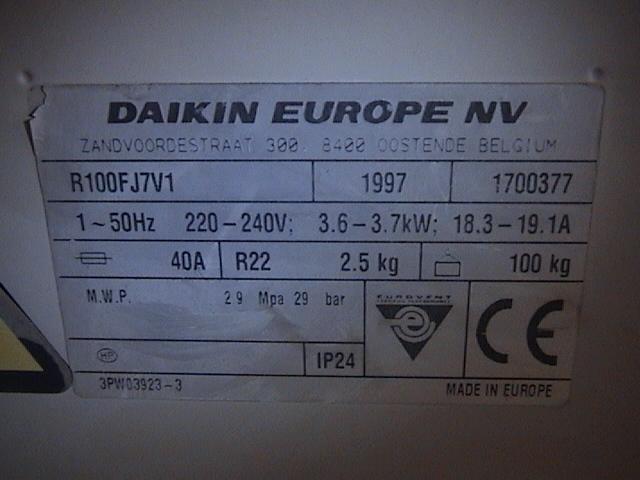 DAIKIN EUROPE NV
ZANDVOORDESTRAAT 300, 8400 OOSTENDE BELGIUM
R100FJ7V1 1997 1700377
1~50Hz 220-240V; 3.6-3.7kW; 18.3-19.1A
40A R22 2.5 kg 100 kg
M.W.P. 29 Mpa 29 bar
EUROVENT
e CE
HP IP24
3PW03923-3 MADE IN EUROPE